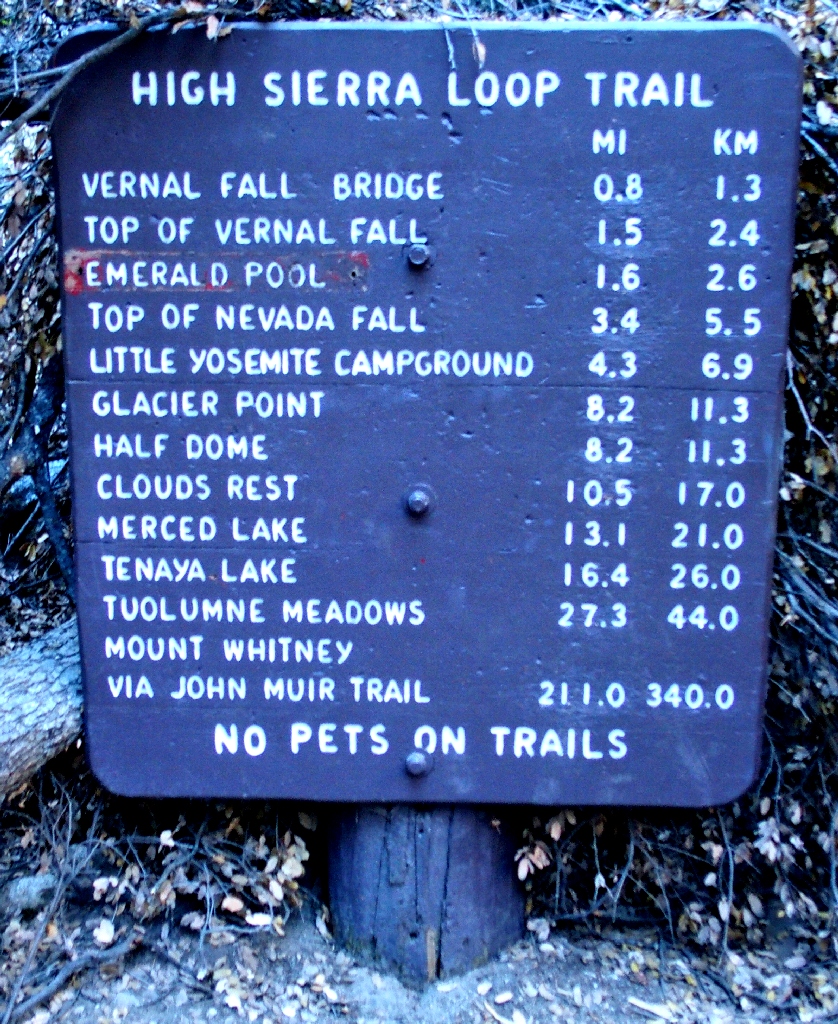 HIGH SIERRA LOOP TRAIL
MI KM
VERNAL FALL BRIDGE 0.8 1.3
TOP OF VERNAL FALL 1.5 2.4
EMERALD POOL 1.6 2.6
TOP OF NEVADA FALL 3.4 5.5
LITTLE YOSEMITE CAMPGROUND 4.3 6.9
GLACIER POINT 8.2 11.3
HALF DOME 8.2 11.3
CLOUDS REST 10.5 17.0
MERCED LAKE 13.1 21.0
TENAYA LAKE 16.4 26.0
TUOLUMNE MEADOWS 27.3 44.0
MOUNT WHITNEY
VIA JOHN MUIR TRAIL 211.0 340.0
NO PETS ON TRAILS